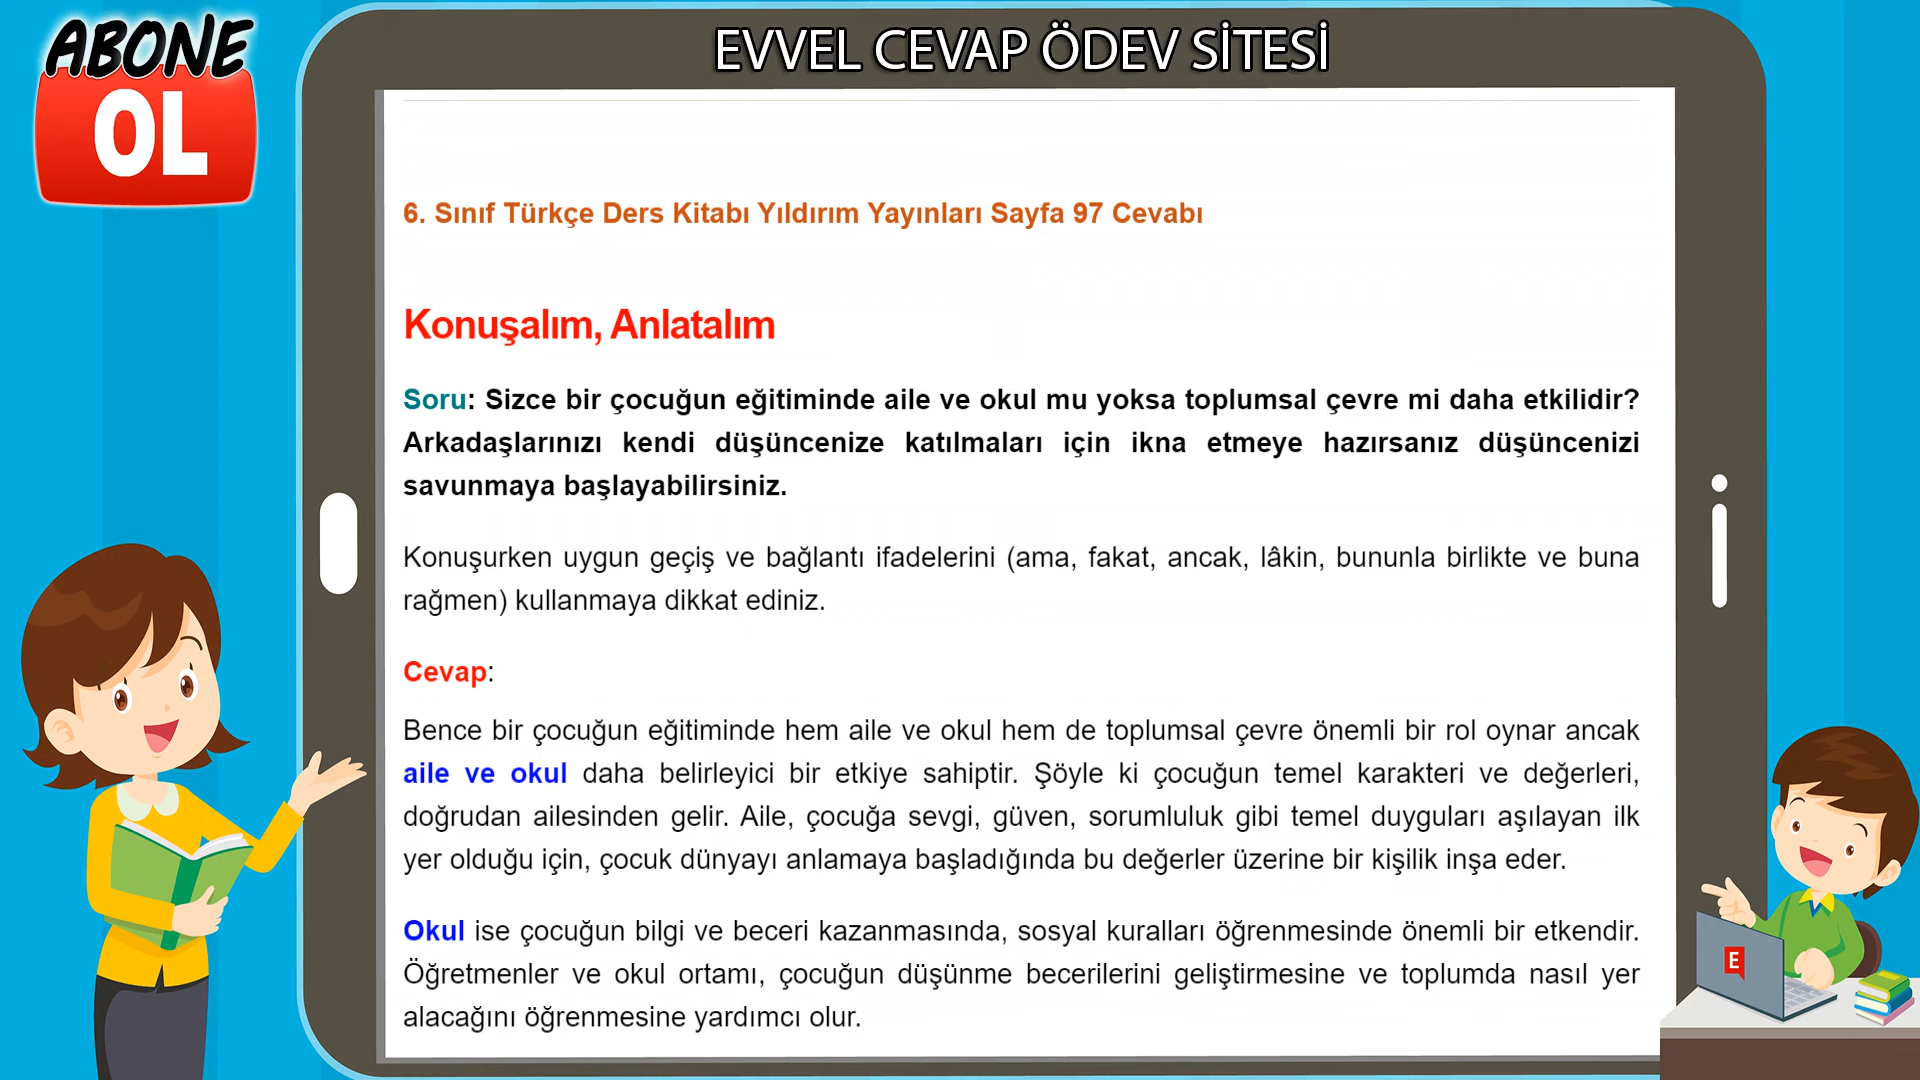 ABONE
OL
EVVEL CEVAP ÖDEV SİTESİ
6. Sınıf Türkçe Ders Kitabı Yıldırım Yayınları Sayfa 97 Cevabı
Konuşalım, Anlatalım
Soru: Sizce bir çocuğun eğitiminde aile ve okul mu yoksa toplumsal çevre mi daha etkilidir?
Arkadaşlarınızı kendi düşüncenize katılmaları için ikna etmeye hazırsanız düşüncenizi
savunmaya başlayabilirsiniz.
Konuşurken uygun geçiş ve bağlantı ifadelerini (ama, fakat, ancak, lâkin, bununla birlikte ve buna
rağmen) kullanmaya dikkat ediniz.
Cevap:
Bence bir çocuğun eğitiminde hem aile ve okul hem de toplumsal çevre önemli bir rol oynar ancak
aile ve okul daha belirleyici bir etkiye sahiptir. Şöyle ki çocuğun temel karakteri ve değerleri,
doğrudan ailesinden gelir. Aile, çocuğa sevgi, güven, sorumluluk gibi temel duyguları aşılayan ilk
yer olduğu için, çocuk dünyayı anlamaya başladığında bu değerler üzerine bir kişilik inşa eder.
Okul ise çocuğun bilgi ve beceri kazanmasında, sosyal kuralları öğrenmesinde önemli bir etkendir.
Öğretmenler ve okul ortamı, çocuğun düşünme becerilerini geliştirmesine ve toplumda nasıl yer
alacağını öğrenmesine yardımcı olur.
E